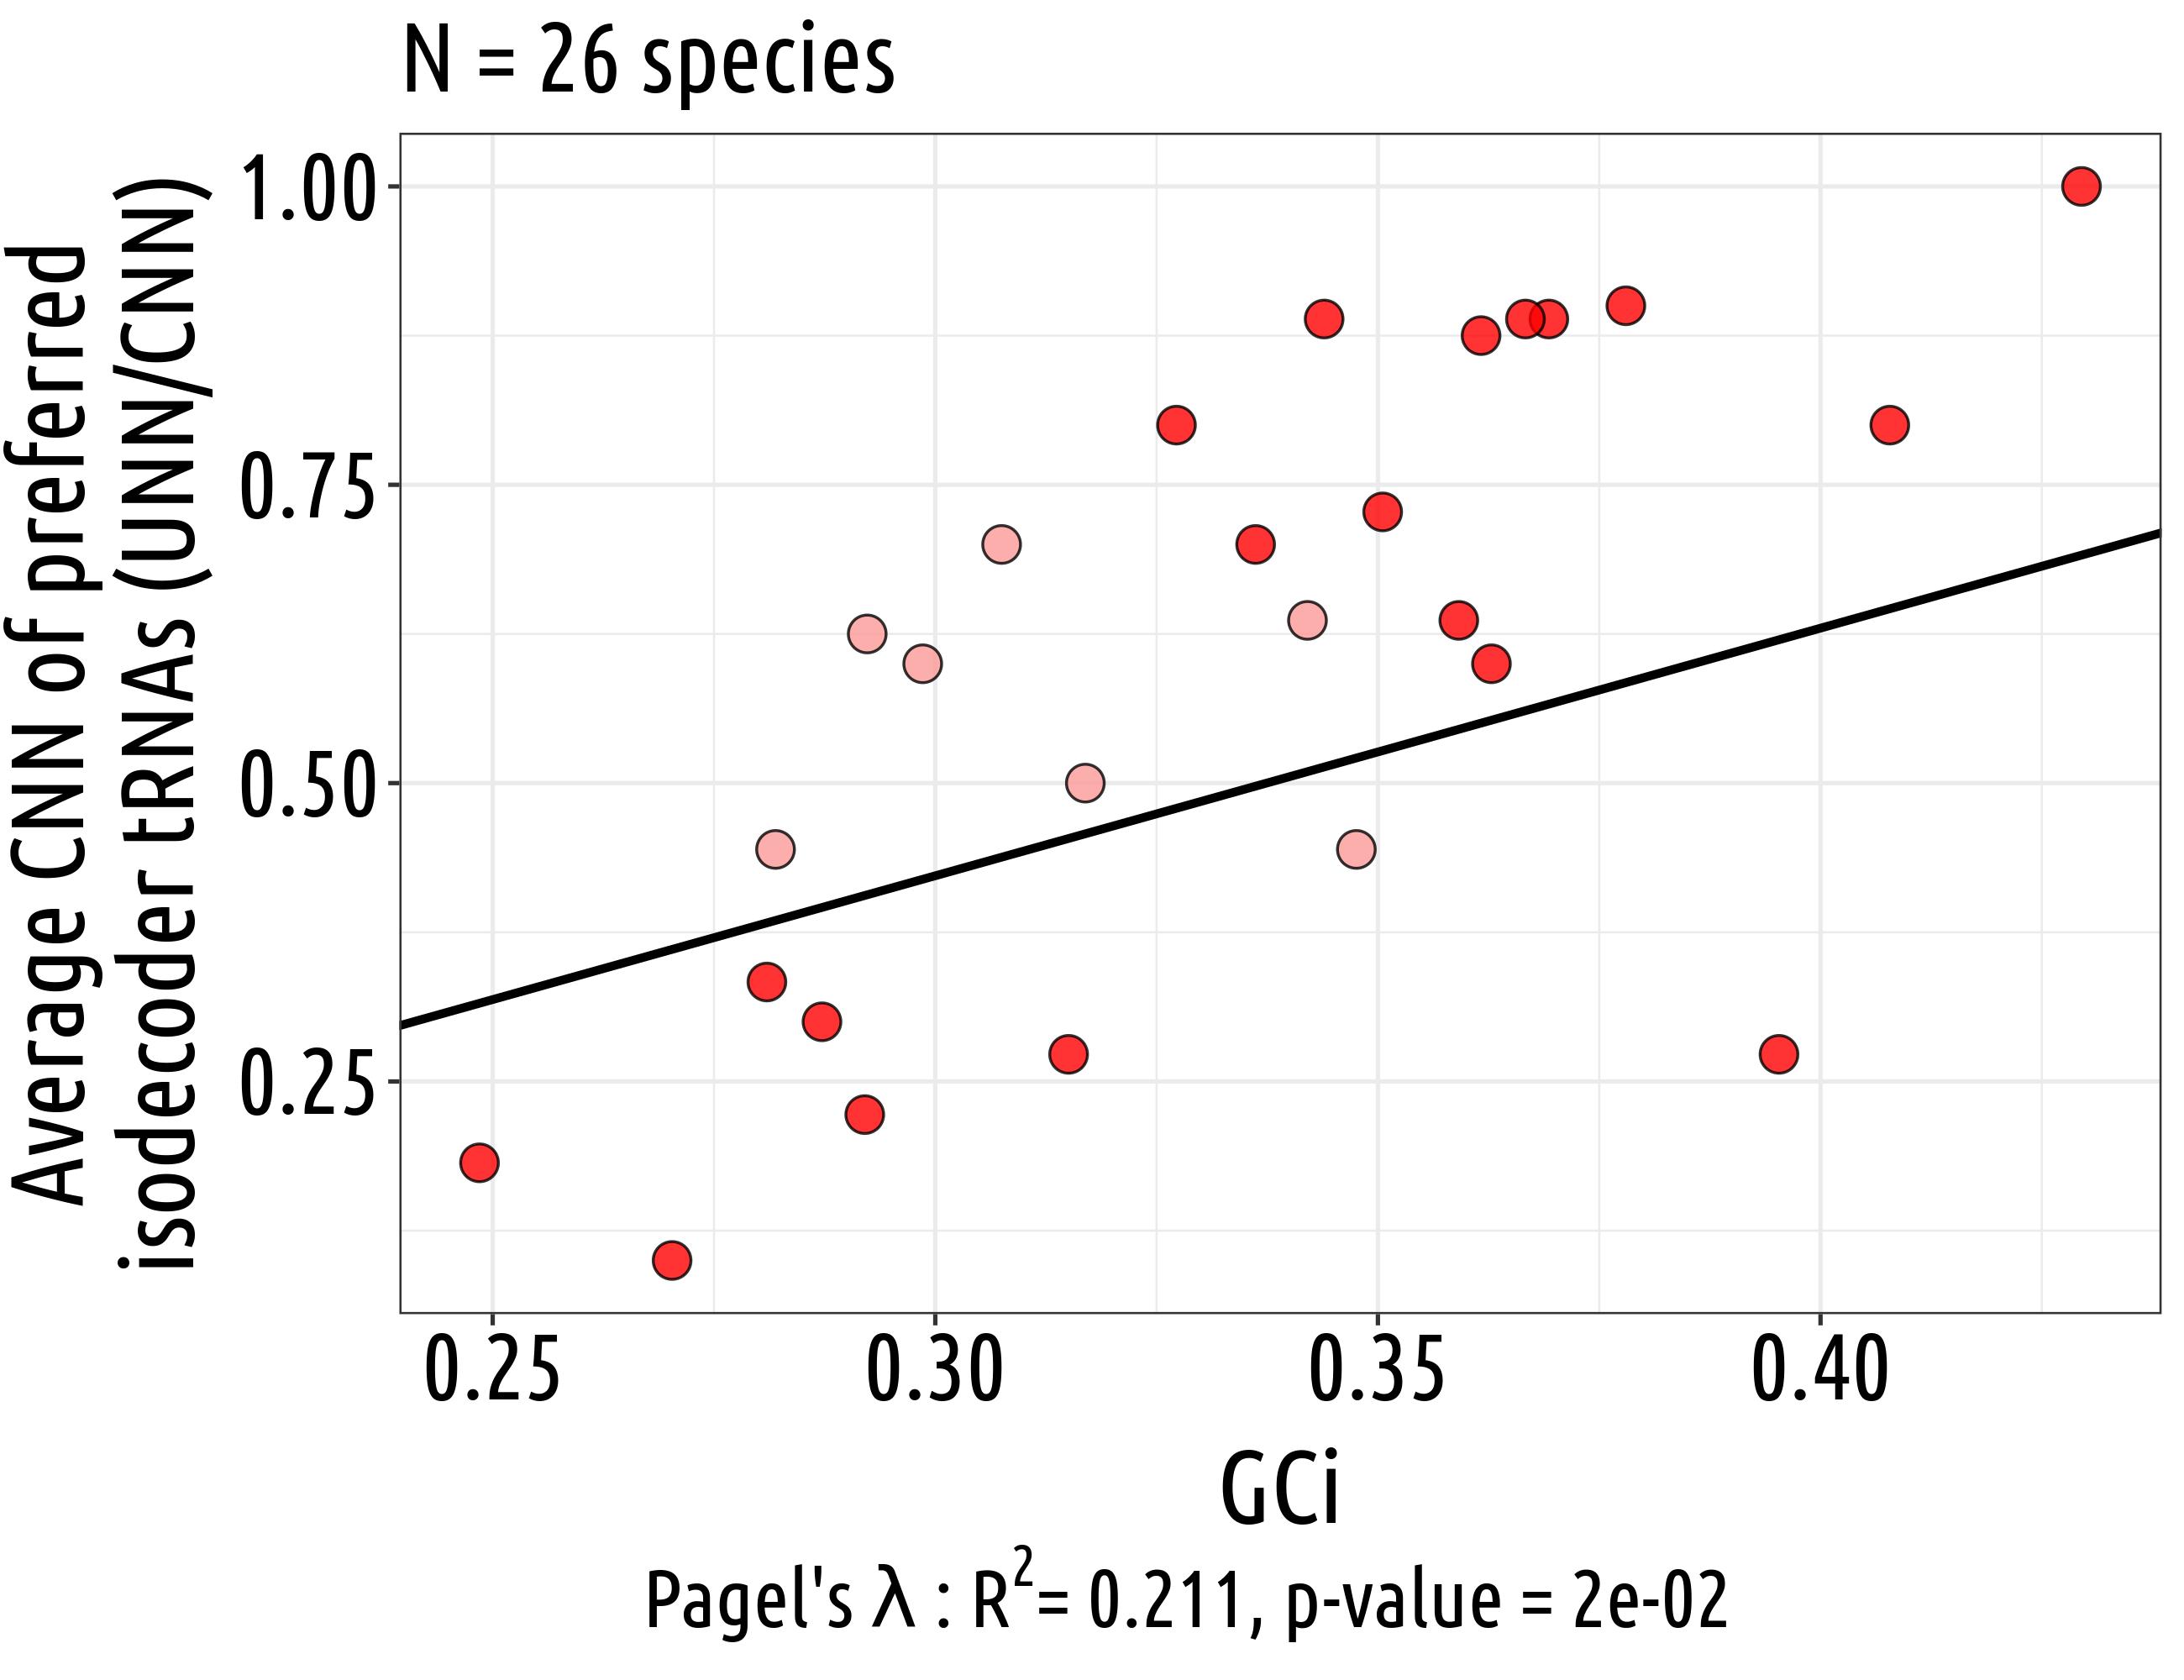 N = 26 species
Average CNN of preferred
isodecoder tRNAs (UNN/CNN)
1.00
0.75
0.50
0.25
0.25 0.30 0.35 0.40
GCi
Pagel's λ : R²= 0.211, p-value = 2e-02